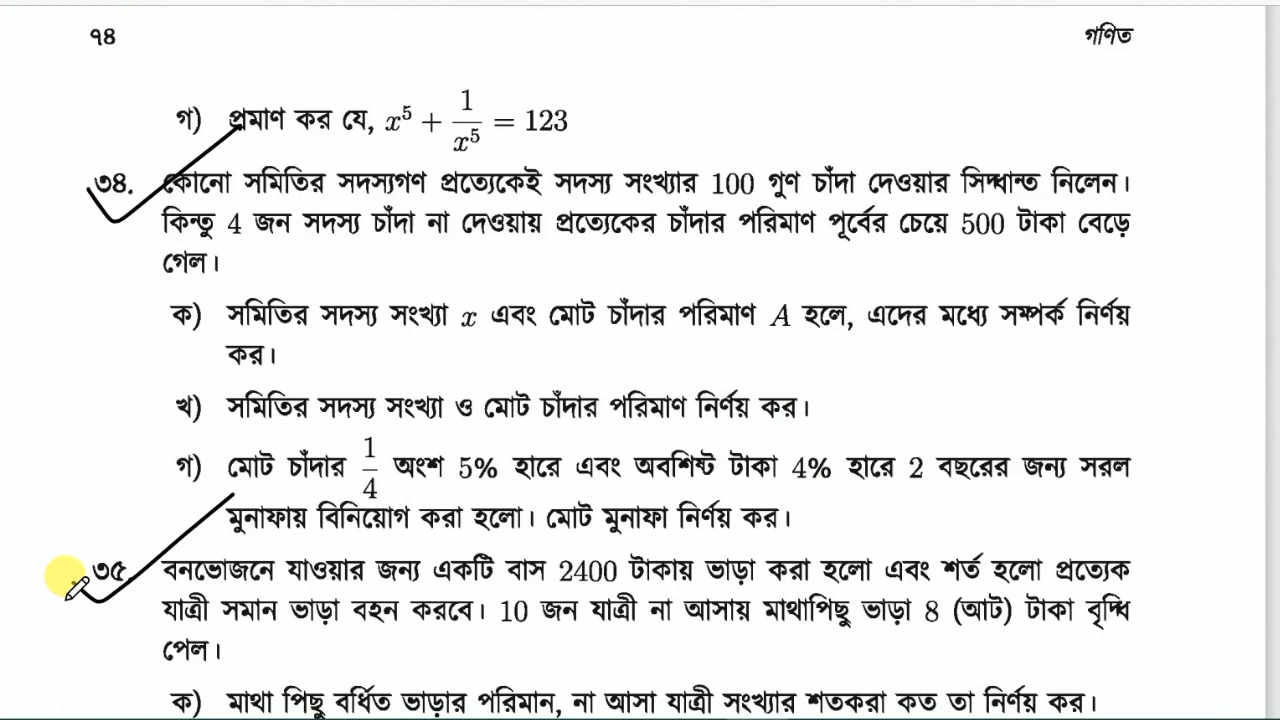 ৭৪
গণিত
গ) প্রমাণ কর যে, x⁵ + 1/x⁵ = 123
৩৪. কোনো সমিতির সদস্যগণ প্রত্যেকেই সদস্য সংখ্যার 100 গুণ চাঁদা দেওয়ার সিদ্ধান্ত নিলেন।
কিন্তু 4 জন সদস্য চাঁদা না দেওয়ায় প্রত্যেকের চাঁদার পরিমাণ পূর্বের চেয়ে 500 টাকা বেড়ে
গেল।
ক) সমিতির সদস্য সংখ্যা x এবং মোট চাঁদার পরিমাণ A হলে, এদের মধ্যে সম্পর্ক নির্ণয়
কর।
খ) সমিতির সদস্য সংখ্যা ও মোট চাঁদার পরিমাণ নির্ণয় কর।
গ) মোট চাঁদার 1/4 অংশ 5% হারে এবং অবশিষ্ট টাকা 4% হারে 2 বছরের জন্য সরল
মুনাফায় বিনিয়োগ করা হলো। মোট মুনাফা নির্ণয় কর।
৩৫. বনভোজনে যাওয়ার জন্য একটি বাস 2400 টাকায় ভাড়া করা হলো এবং শর্ত হলো প্রত্যেক
যাত্রী সমান ভাড়া বহন করবে। 10 জন যাত্রী না আসায় মাথাপিছু ভাড়া 8 (আট) টাকা বৃদ্ধি
পেল।
ক) মাথা পিছু বর্ধিত ভাড়ার পরিমান, না আসা যাত্রী সংখ্যার শতকরা কত তা নির্ণয় কর।